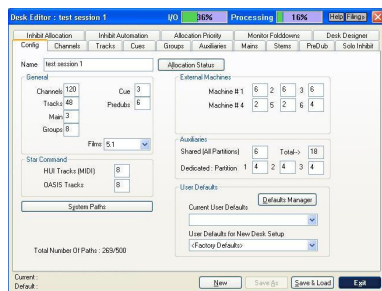 Desk Editor : test session 1 I/O 36% Processing 16% Help Filings
Inhibit Allocation Inhibit Automation Allocation Priority Monitor Folddowns Desk Designer
Config Channels Tracks Cues Groups Auxiliaries Mains Stems PreDub Solo Inhibit
Name test session 1 Allocation Status
General
Channels 120 Cue 3
Tracks 48 Predubs 6
Main 3
Groups 8
Films 5.1
External Machines
Machine # 1 6 2 6 3 6
Machine # 4 2 5 2 6 4
Auxiliaries
Shared (All Partitions) 6 Total-> 18
Dedicated : Partition 1 4 2 4 3 4
Star Command
HUI Tracks (MIDI) 8
OASIS Tracks 8
System Paths
User Defaults
Defaults Manager
Current User Defaults
User Defaults for New Desk Setup
<Factory Defaults>
Total Number Of Paths : 269/500
Current :
Default :
New Save As Save & Load Exit